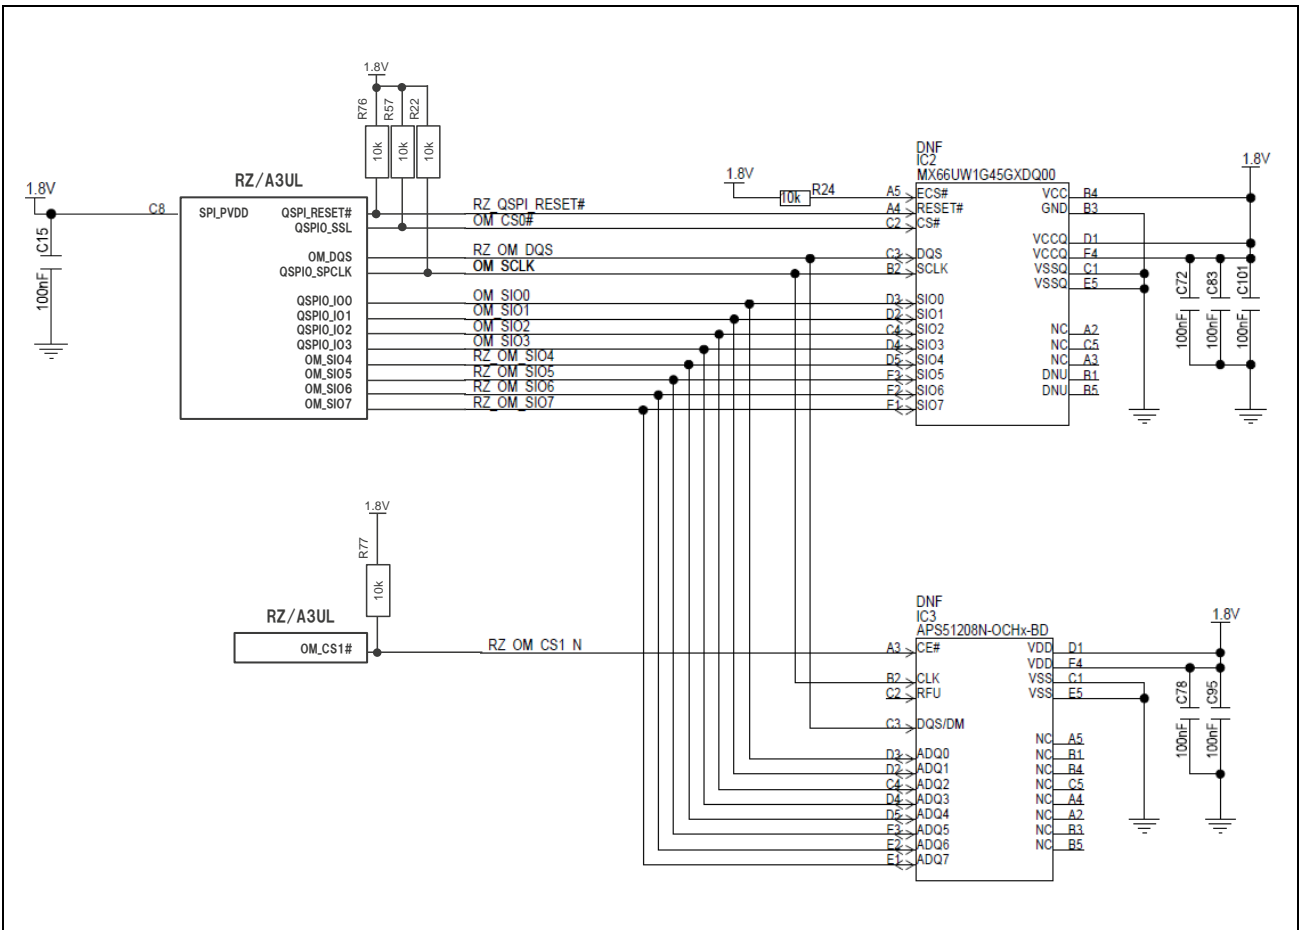 1.8V
R76
R57
R22
10k
10k
10k
RZ/A3UL
1.8V
C8
SPI_PVDD
C15
100nF
QSPI_RESET#
QSPI0_SSL
OM_DQS
QSPI0_SPCLK
QSPI0_IO0
QSPI0_IO1
QSPI0_IO2
QSPI0_IO3
OM_SIO4
OM_SIO5
OM_SIO6
OM_SIO7
RZ_QSPI_RESET#
OM_CS0#
RZ_OM_DQS
OM_SCLK
OM_SIO0
OM_SIO1
OM_SIO2
OM_SIO3
RZ_OM_SIO4
RZ_OM_SIO5
RZ_OM_SIO6
RZ_OM_SIO7
1.8V
10k
R24
DNF
IC2
MX66UW1G45GXDQ00
A5 ECS#
A4 RESET#
C2 CS#
C3 DQS
B2 SCLK
D3 SIO0
D2 SIO1
C4 SIO2
D4 SIO3
D5 SIO4
E3 SIO5
E2 SIO6
E1 SIO7
VCC B4
GND B3
VCCQ D1
VCCQ E4
VSSQ C1
VSSQ E5
NC A2
NC C5
NC A3
DNU B1
DNU B5
1.8V
C72
C83
C101
100nF
100nF
100nF
1.8V
R77
10k
RZ/A3UL
OM_CS1#
RZ_OM_CS1_N
DNF
IC3
APS51208N-OCHx-BD
A3 CE#
B2 CLK
C2 RFU
C3 DQS/DM
D3 ADQ0
D2 ADQ1
C4 ADQ2
D4 ADQ3
D5 ADQ4
E3 ADQ5
E2 ADQ6
E1 ADQ7
VDD D1
VDD E4
VSS C1
VSS E5
NC A5
NC B1
NC B4
NC C5
NC A4
NC A2
NC B3
NC B5
1.8V
C78
C95
100nF
100nF